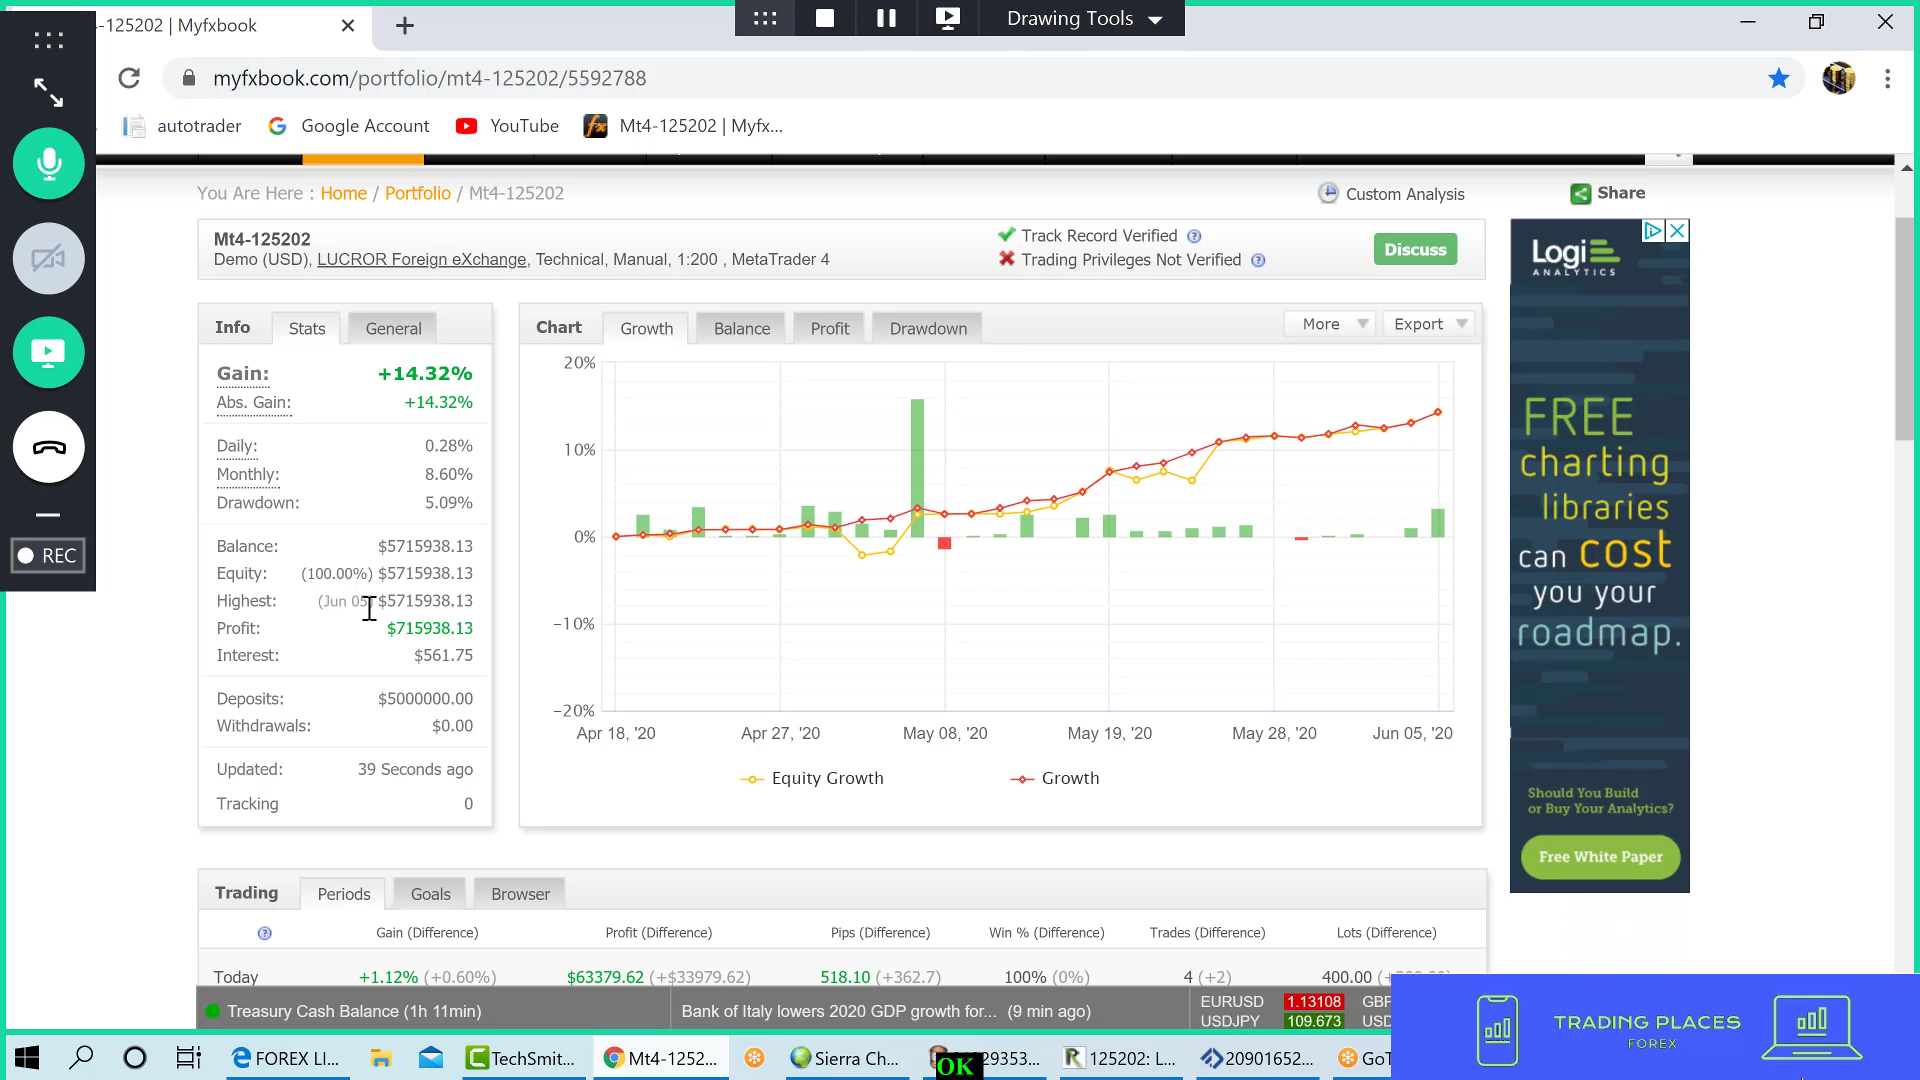 -125202 | Myfxbook
Drawing Tools
myfxbook.com/portfolio/mt4-125202/5592788
autotrader
Google Account
YouTube
Mt4-125202 | Myfx...
You Are Here : Home / Portfolio / Mt4-125202
Custom Analysis
Share
Mt4-125202
Demo (USD), LUCROR Foreign eXchange, Technical, Manual, 1:200 , MetaTrader 4
Track Record Verified
Trading Privileges Not Verified
Discuss
Info Stats General
Gain: +14.32%
Abs. Gain: +14.32%
Daily: 0.28%
Monthly: 8.60%
Drawdown: 5.09%
Balance: $5715938.13
Equity: (100.00%) $5715938.13
Highest: (Jun 05) $5715938.13
Profit: $715938.13
Interest: $561.75
Deposits: $5000000.00
Withdrawals: $0.00
Updated: 39 Seconds ago
Tracking 0
Chart Growth Balance Profit Drawdown
More Export
20%
10%
0%
-10%
-20%
Apr 18, '20 Apr 27, '20 May 08, '20 May 19, '20 May 28, '20 Jun 05, '20
Equity Growth Growth
Logi
ANALYTICS
FREE
charting
libraries
can cost
you your
roadmap.
Should You Build
or Buy Your Analytics?
Free White Paper
REC
Trading Periods Goals Browser
Gain (Difference) Profit (Difference) Pips (Difference) Win % (Difference) Trades (Difference) Lots (Difference)
Today +1.12% (+0.60%) $63379.62 (+$33979.62) 518.10 (+362.7) 100% (0%) 4 (+2) 400.00
Treasury Cash Balance (1h 11min)
Bank of Italy lowers 2020 GDP growth for... (9 min ago)
EURUSD 1.13108 GBP
USDJPY 109.673 USD
TRADING PLACES
FOREX
FOREX LI...
TechSmit...
Mt4-1252...
Sierra Ch...
OK
29353...
125202: L...
20901652...
GoT